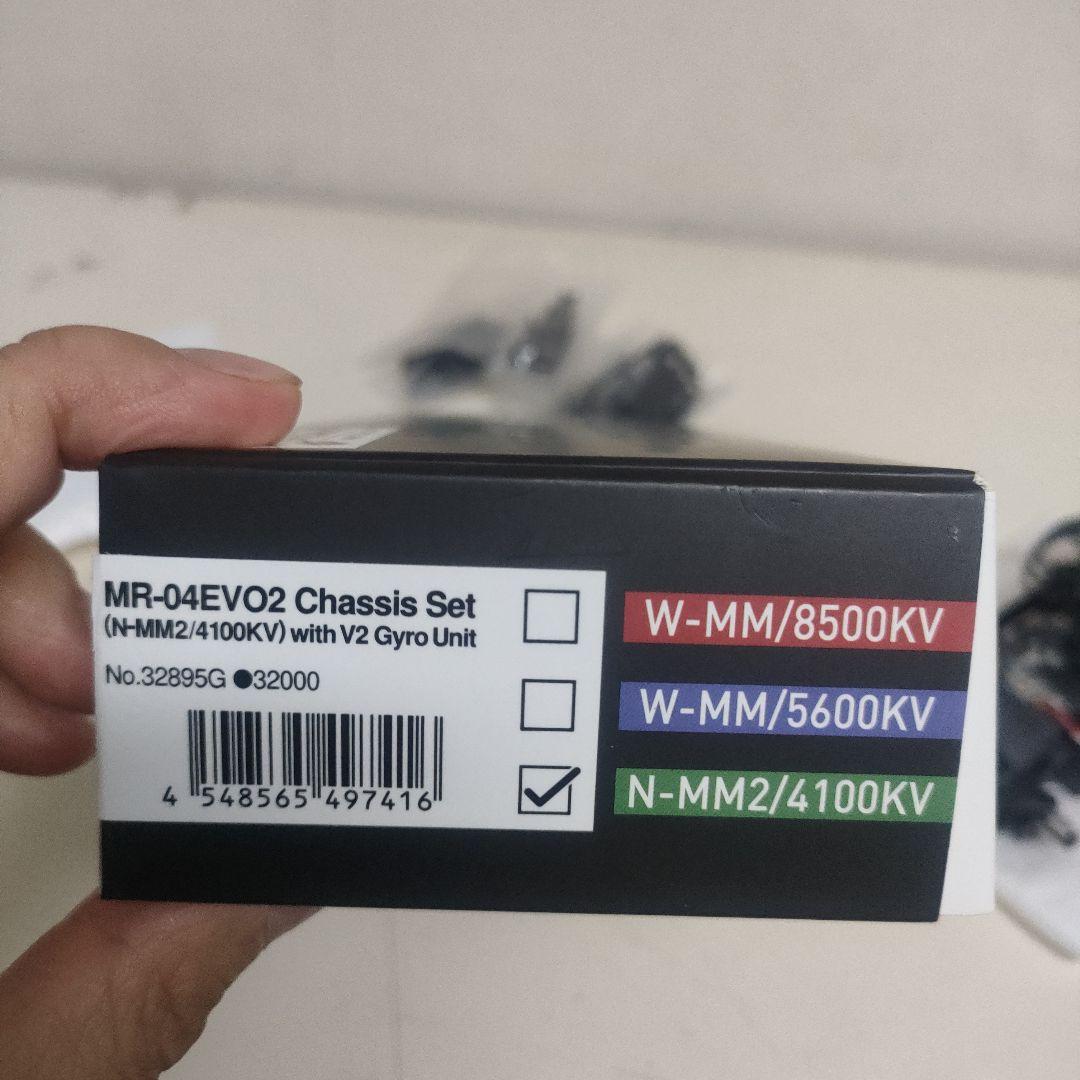 MR-04EVO2 Chassis Set
(N-MM2/4100KV) with V2 Gyro Unit
No.32895G ●32000
4 548565 497416
W-MM/8500KV
W-MM/5600KV
N-MM2/4100KV